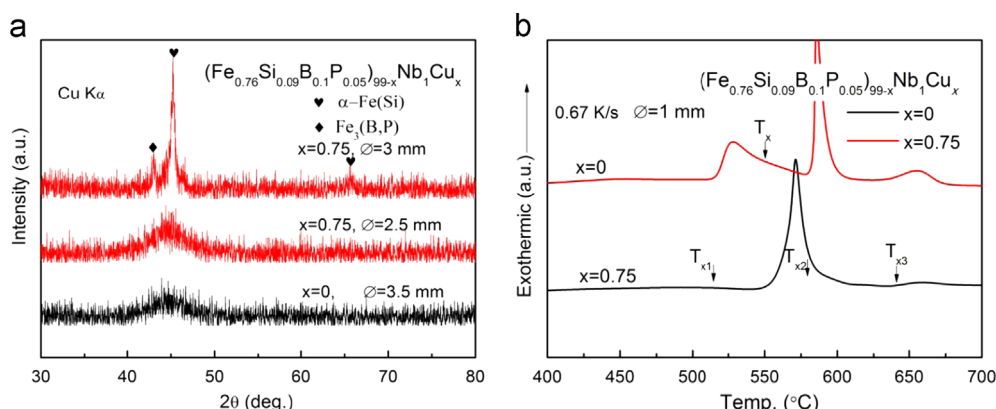 a
(Fe0.76Si0.09B0.1P0.05)99-xNb1Cux
Cu Kα
♥ α–Fe(Si)
♦ Fe3(B,P)
x=0.75, ∅=3 mm
x=0.75, ∅=2.5 mm
x=0, ∅=3.5 mm
Intensity (a.u.)
30 40 50 60 70 80
2θ (deg.)
b
(Fe0.76Si0.09B0.1P0.05)99-xNb1Cux
0.67 K/s ∅=1 mm
x=0
x=0.75
Tx
x=0
Tx1
Tx2
Tx3
x=0.75
Exothermic (a.u.)
400 450 500 550 600 650 700
Temp. (°C)